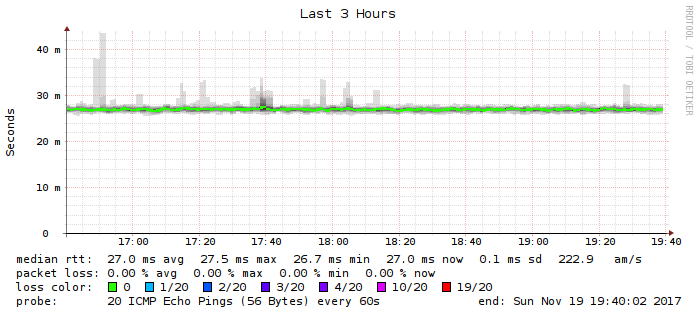 Last 3 Hours
RRDTOOL / TOBI OETIKER
Seconds
40 m
30 m
20 m
10 m
0
17:00 17:20 17:40 18:00 18:20 18:40 19:00 19:20 19:40
median rtt: 27.0 ms avg 27.5 ms max 26.7 ms min 27.0 ms now 0.1 ms sd 222.9 am/s
packet loss: 0.00 % avg 0.00 % max 0.00 % min 0.00 % now
loss color: 0 1/20 2/20 3/20 4/20 10/20 19/20
probe: 20 ICMP Echo Pings (56 Bytes) every 60s end: Sun Nov 19 19:40:02 2017